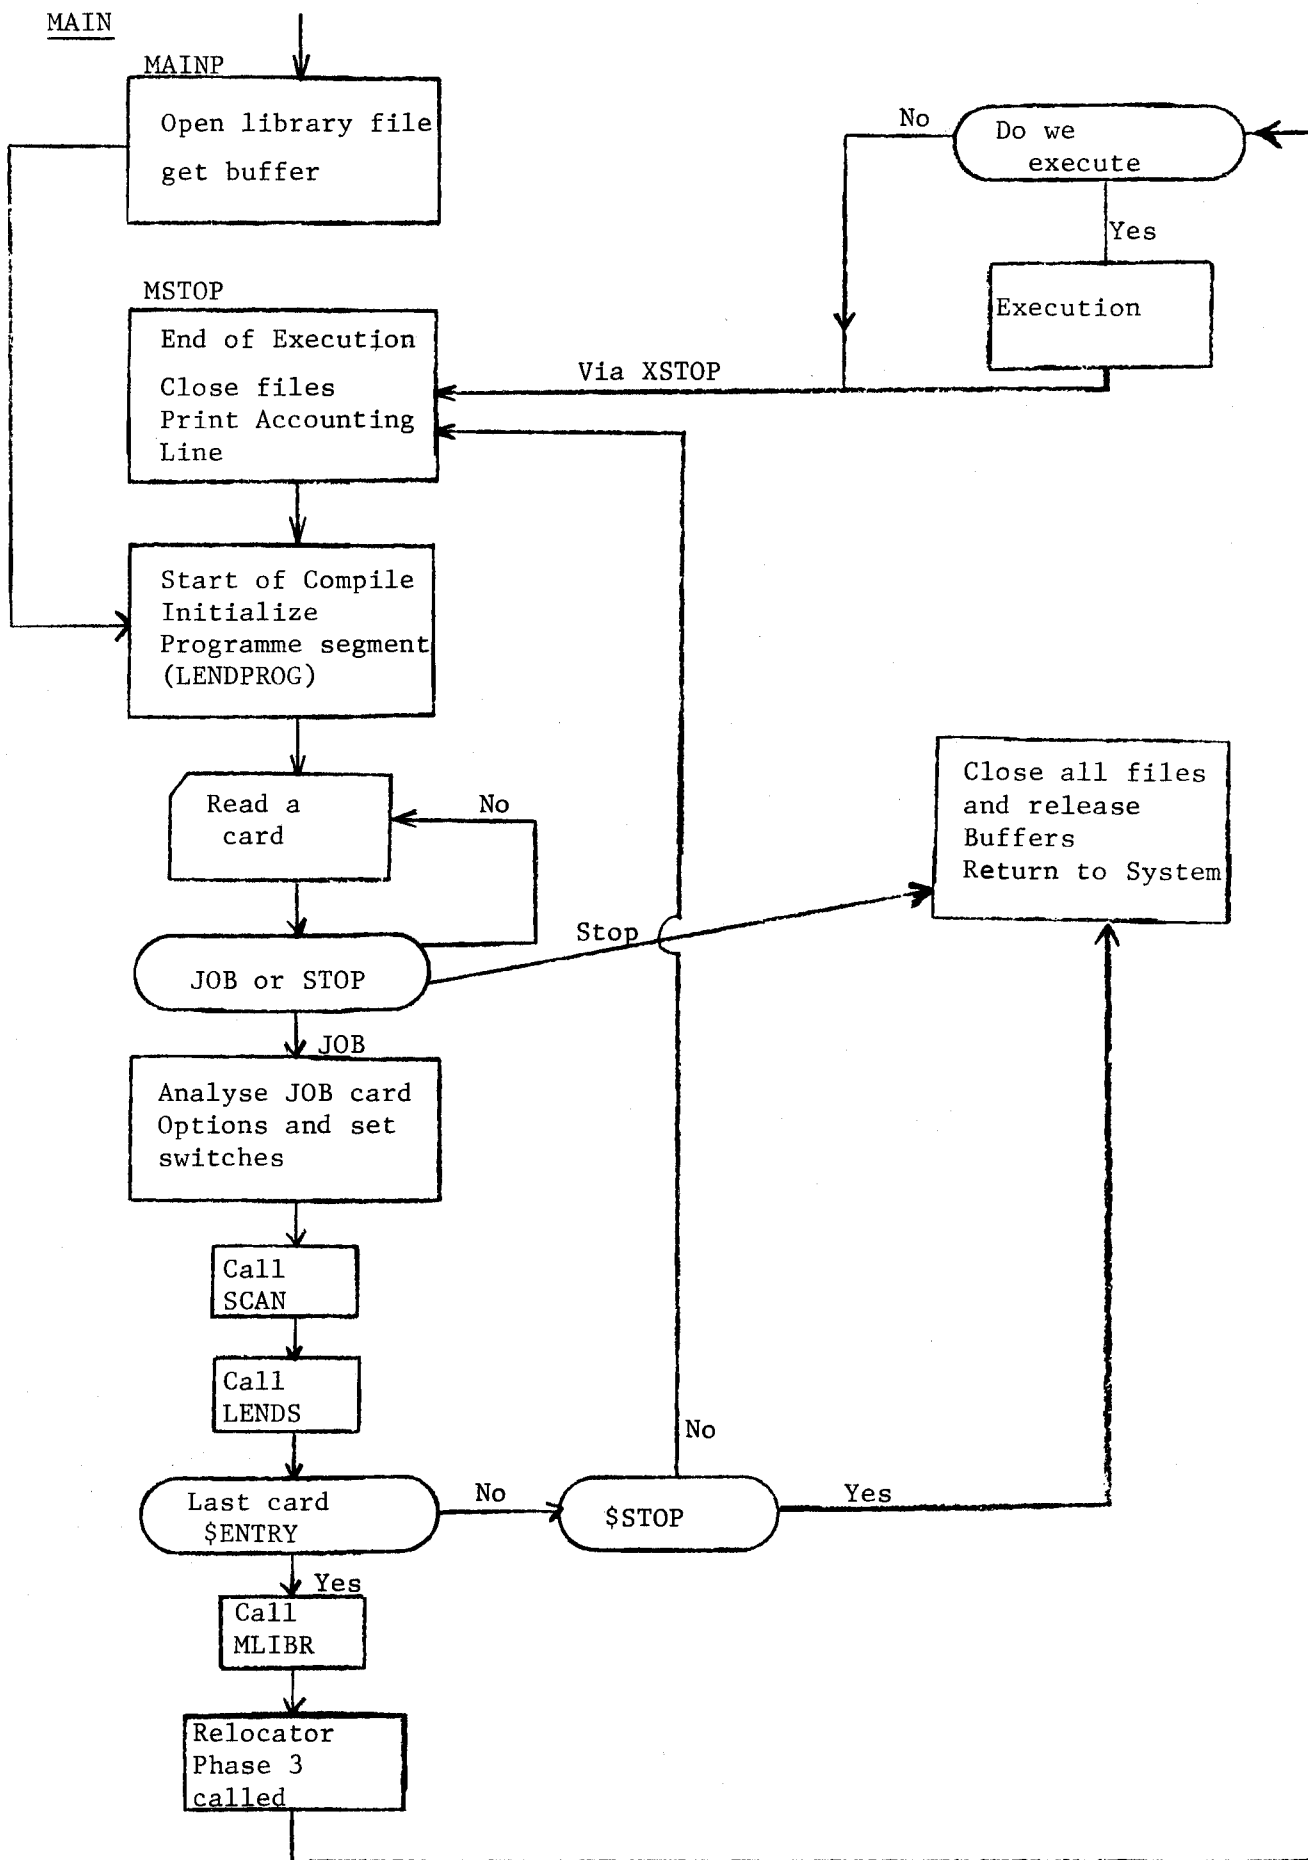 MAIN
MAINP
Open library file
get buffer
No
Do we
execute
Yes
Execution
MSTOP
End of Execution
Close files
Print Accounting
Line
Via XSTOP
Start of Compile
Initialize
Programme segment
(LENDPROG)
Read a
card
No
Close all files
and release
Buffers
Return to System
JOB or STOP
Stop
JOB
Analyse JOB card
Options and set
switches
Call
SCAN
Call
LENDS
No
Last card
$ENTRY
No
$STOP
Yes
Yes
Call
MLIBR
Relocator
Phase 3
called